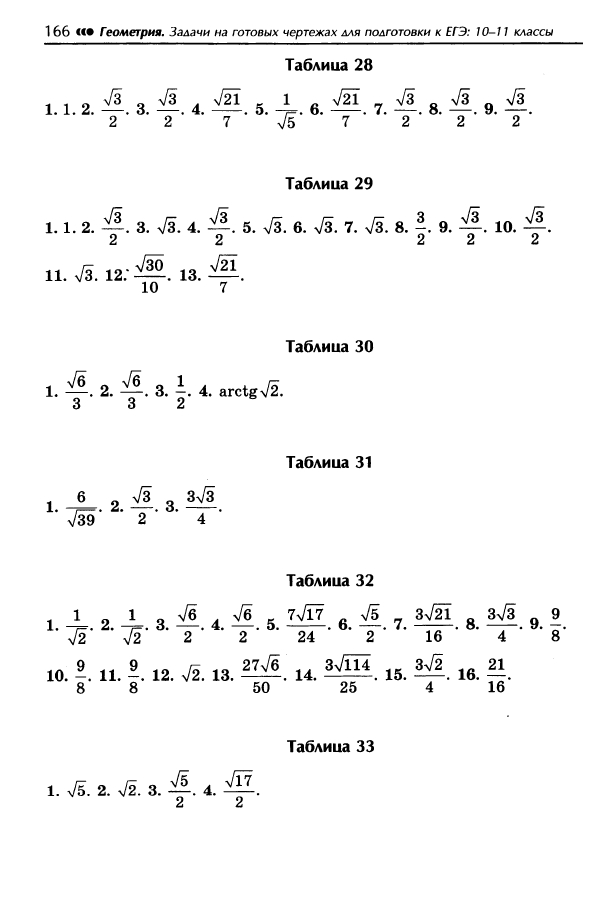 166 ««• Геометрия. Задачи на готовых чертежах для подготовки к ЕГЭ: 10–11 классы
Таблица 28
1. 1. 2. √3/2. 3. √3/2. 4. √21/7. 5. 1/√5. 6. √21/7. 7. √3/2. 8. √3/2. 9. √3/2.
Таблица 29
1. 1. 2. √3/2. 3. √3. 4. √3/2. 5. √3. 6. √3. 7. √3. 8. 3/2. 9. √3/2. 10. √3/2.
11. √3. 12. √30/10. 13. √21/7.
Таблица 30
1. √6/3. 2. √6/3. 3. 1/2. 4. arctg√2.
Таблица 31
1. 6/√39. 2. √3/2. 3. 3√3/4.
Таблица 32
1. 1/√2. 2. 1/√2. 3. √6/2. 4. √6/2. 5. 7√17/24. 6. √5/2. 7. 3√21/16. 8. 3√3/4. 9. 9/8.
10. 9/8. 11. 9/8. 12. √2. 13. 27√6/50. 14. 3√114/25. 15. 3√2/4. 16. 21/16.
Таблица 33
1. √5. 2. √2. 3. √5/2. 4. √17/2.